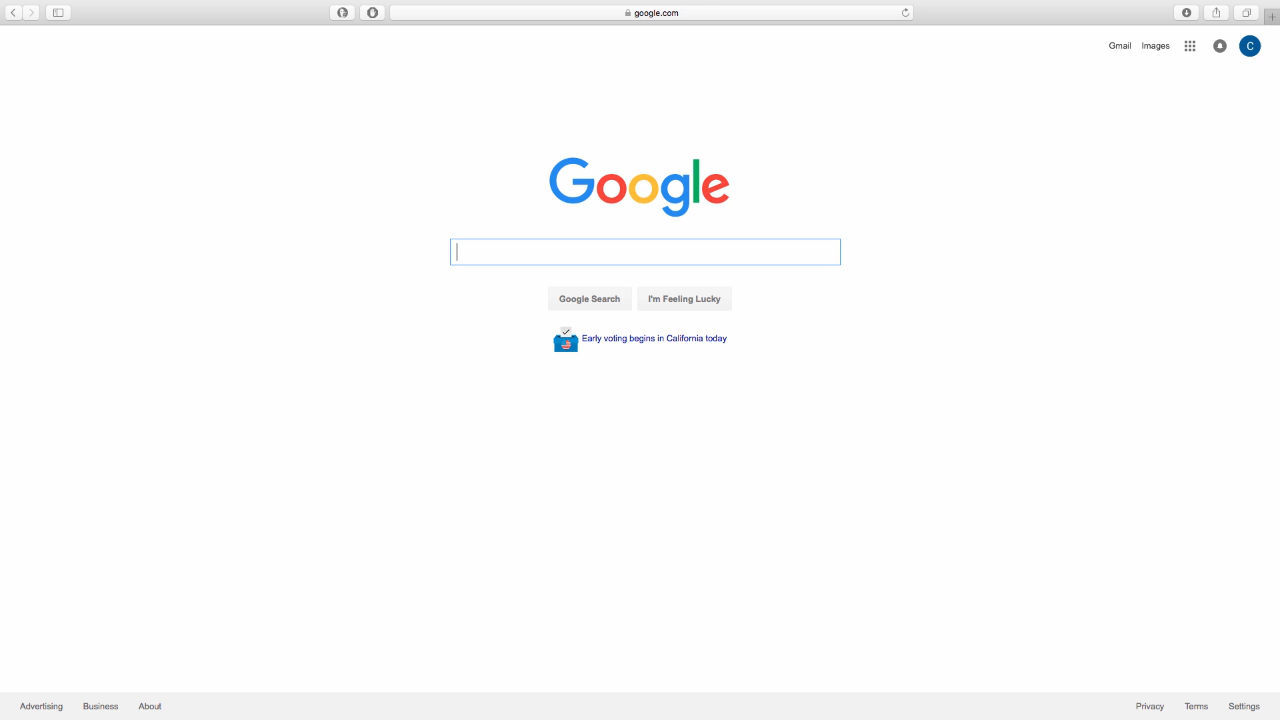 google.com
Gmail Images C
Google
Google Search I'm Feeling Lucky
Early voting begins in California today
Advertising Business About Privacy Terms Settings